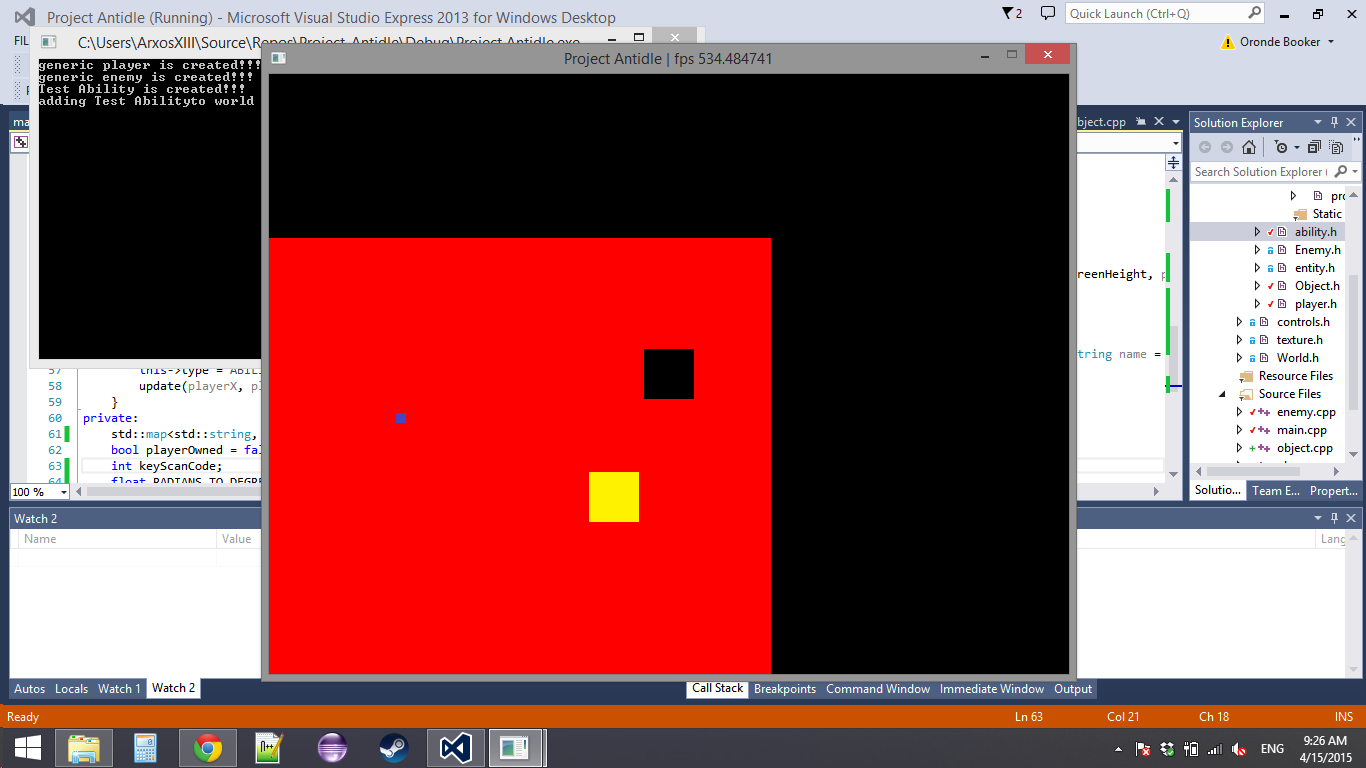 Project Antidle (Running) - Microsoft Visual Studio Express 2013 for Windows Desktop
2
Quick Launch (Ctrl+Q)
FIL
C:\Users\ArxosXIII\Source\Repos\Project-Antidle\Debug\Project Antidle.exe
Oronde Booker
Project Antidle | fps 534.484741
generic player is created!!!
generic enemy is created!!!
Test Ability is created!!!
adding Test Abilityto world
ma
bject.cpp
Solution Explorer
Search Solution Explorer (
pro
Static
ability.h
Enemy.h
entity.h
Object.h
player.h
controls.h
texture.h
World.h
Resource Files
Source Files
enemy.cpp
main.cpp
object.cpp
reenHeight, p
tring name =
57 this->type = ABILI
58 update(playerX, pl
59 }
60 private:
61 std::map<std::string,
62 bool playerOwned = fal
63 int keyScanCode;
64 float RADIANS_TO_DEGRE
100 %
Solutio... Team E... Propert...
Watch 2
Name Value
Lang
Autos Locals Watch 1 Watch 2
Call Stack Breakpoints Command Window Immediate Window Output
Ready Ln 63 Col 21 Ch 18 INS
ENG
9:26 AM
4/15/2015